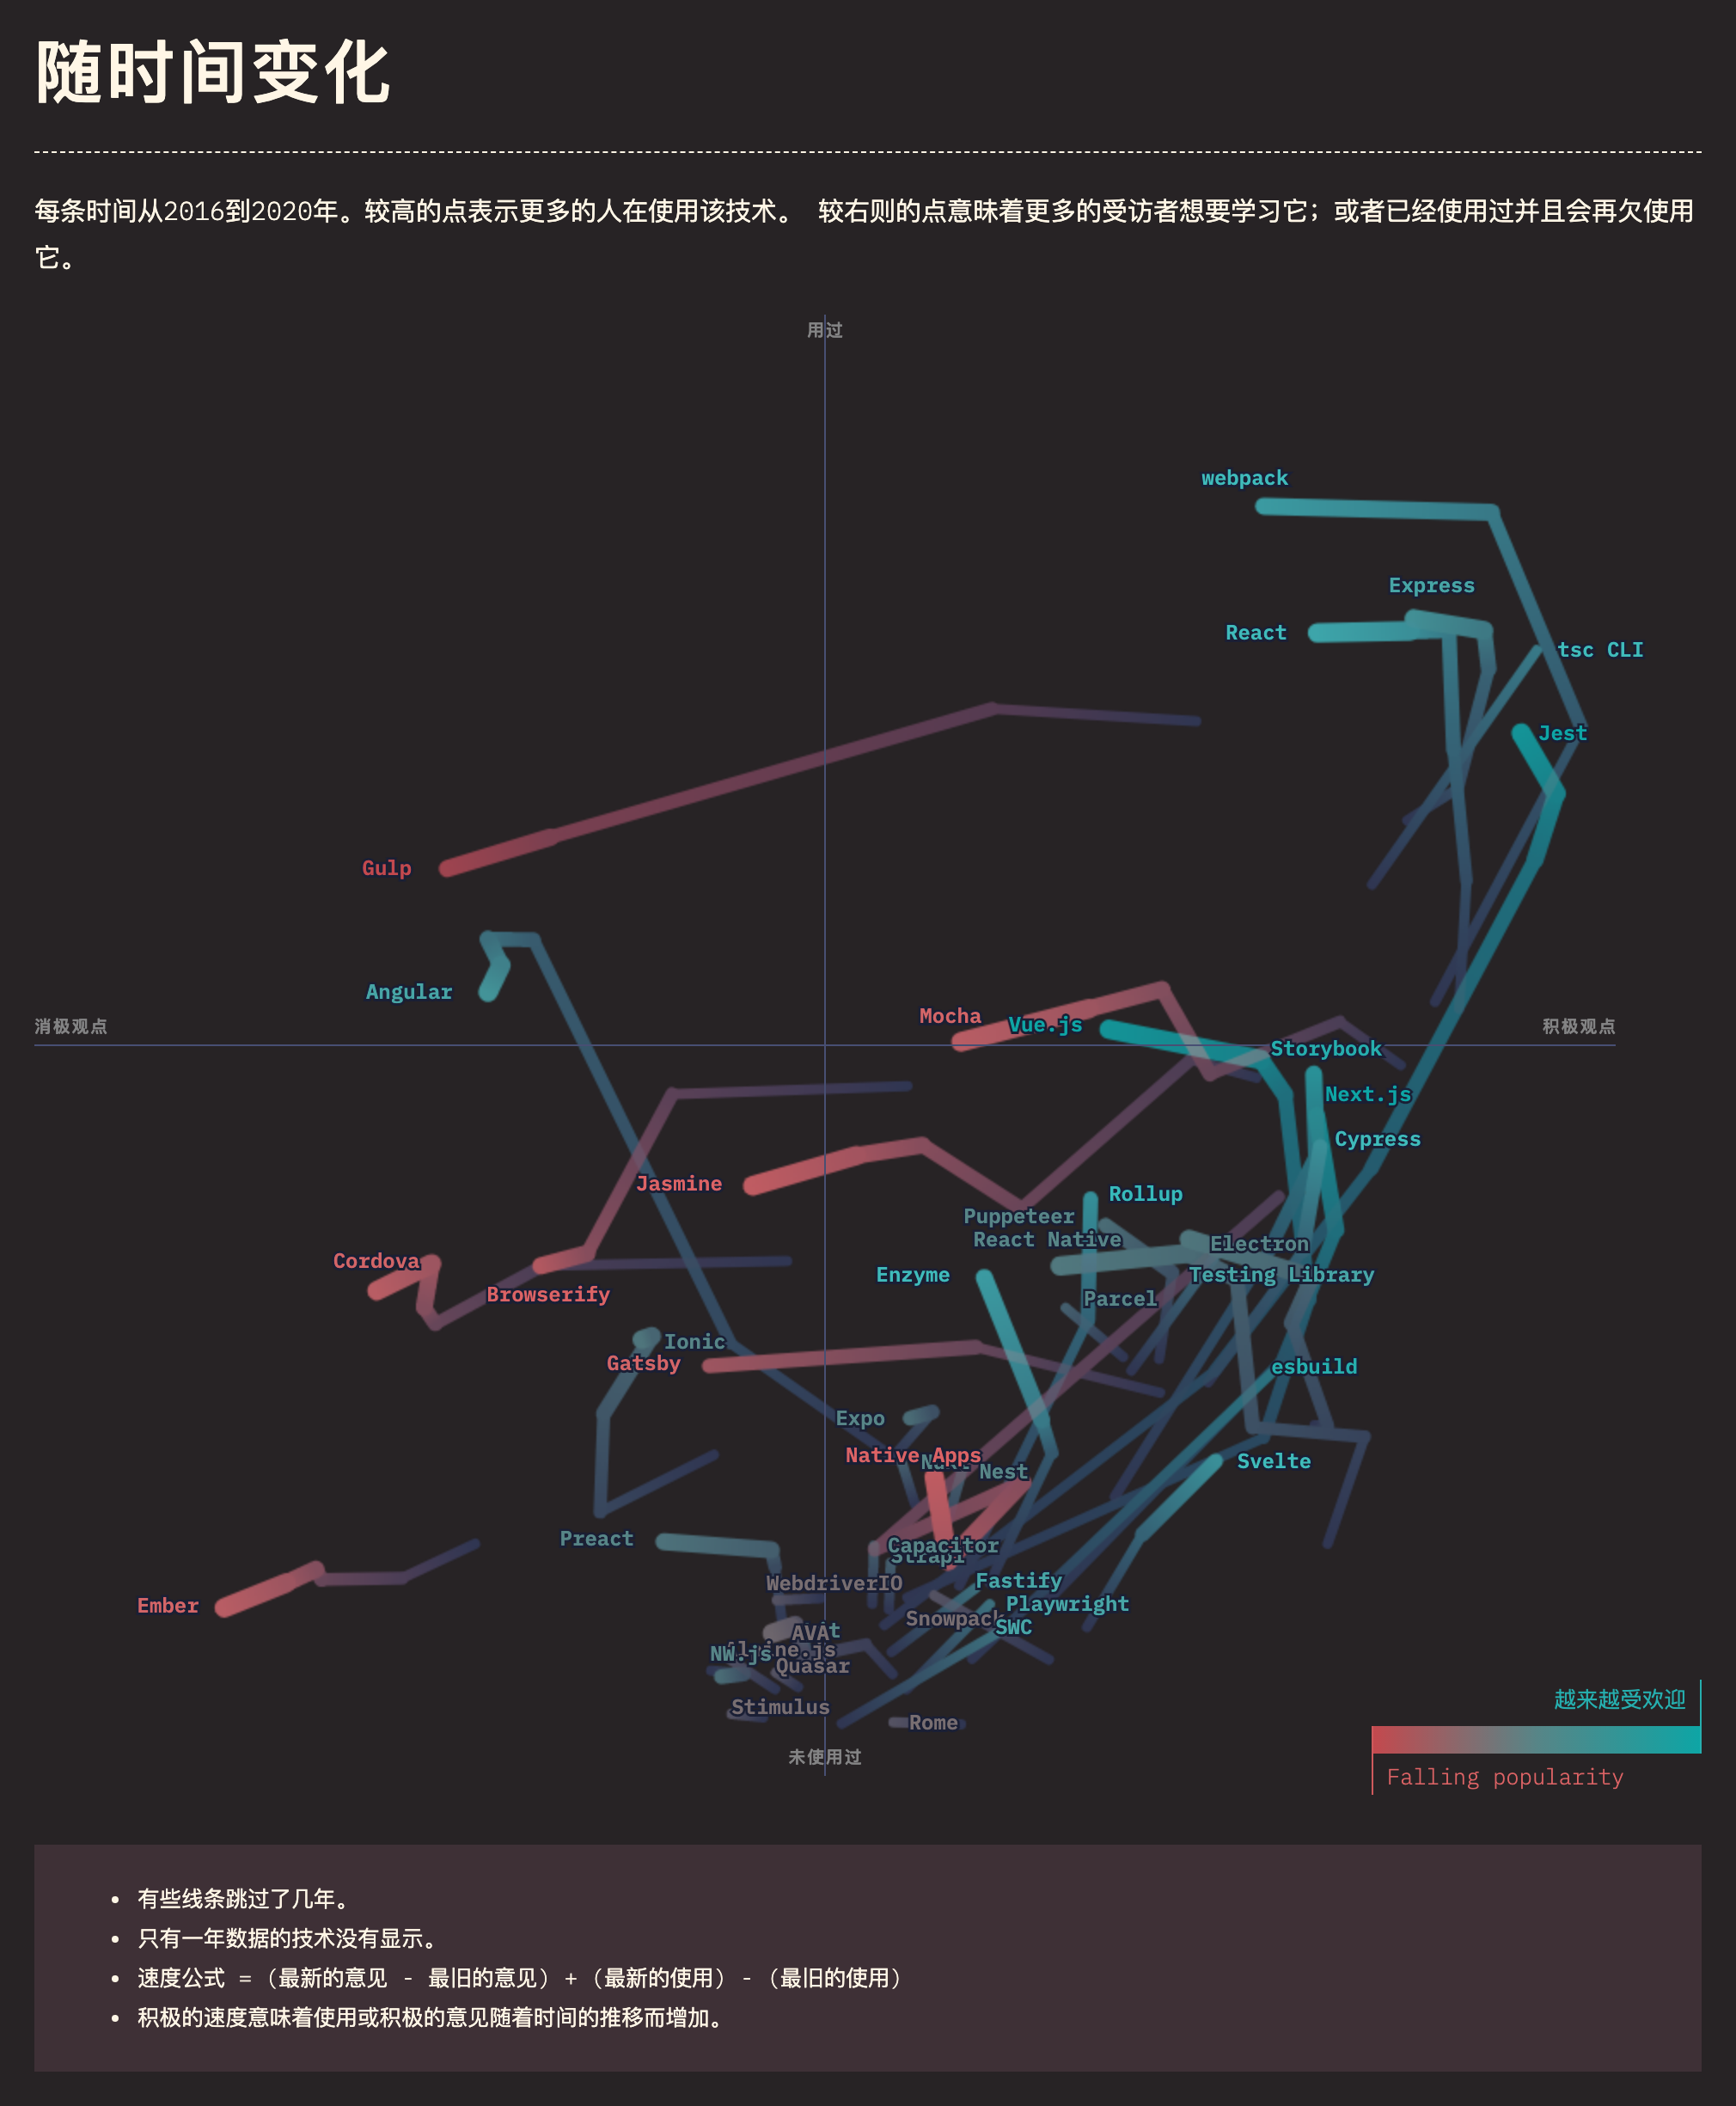 随时间变化
每条时间从2016到2020年。较高的点表示更多的人在使用该技术。 较右则的点意昧着更多的受访者想要学习它；或者已经使用过并且会再欠使用
它。
用过
webpack
Express
React
tsc CLI
Jest
Gulp
Angular
Mocha
Vue.js
消极观点
积极观点
Storybook
Next.js
Cypress
Jasmine
Rollup
Puppeteer
React Native
Electron
Cordova
Enzyme
Testing Library
Browserify
Parcel
Ionic
Gatsby
esbuild
Expo
Native Apps
Svelte
Nest
Preact
Capacitor
Strapi
WebdriverIO
Fastify
Ember
Playwright
Snowpack
SWC
AVA
NW.js
Quasar
Stimulus
Rome
未使用过
越来越受欢迎
Falling popularity
• 有些线条跳过了几年。
• 只有一年数据的技术没有显示。
• 速度公式 = (最新的意见 - 最旧的意见) + (最新的使用) - (最旧的使用)
• 积极的速度意味着使用或积极的意见随着时间的推移而增加。